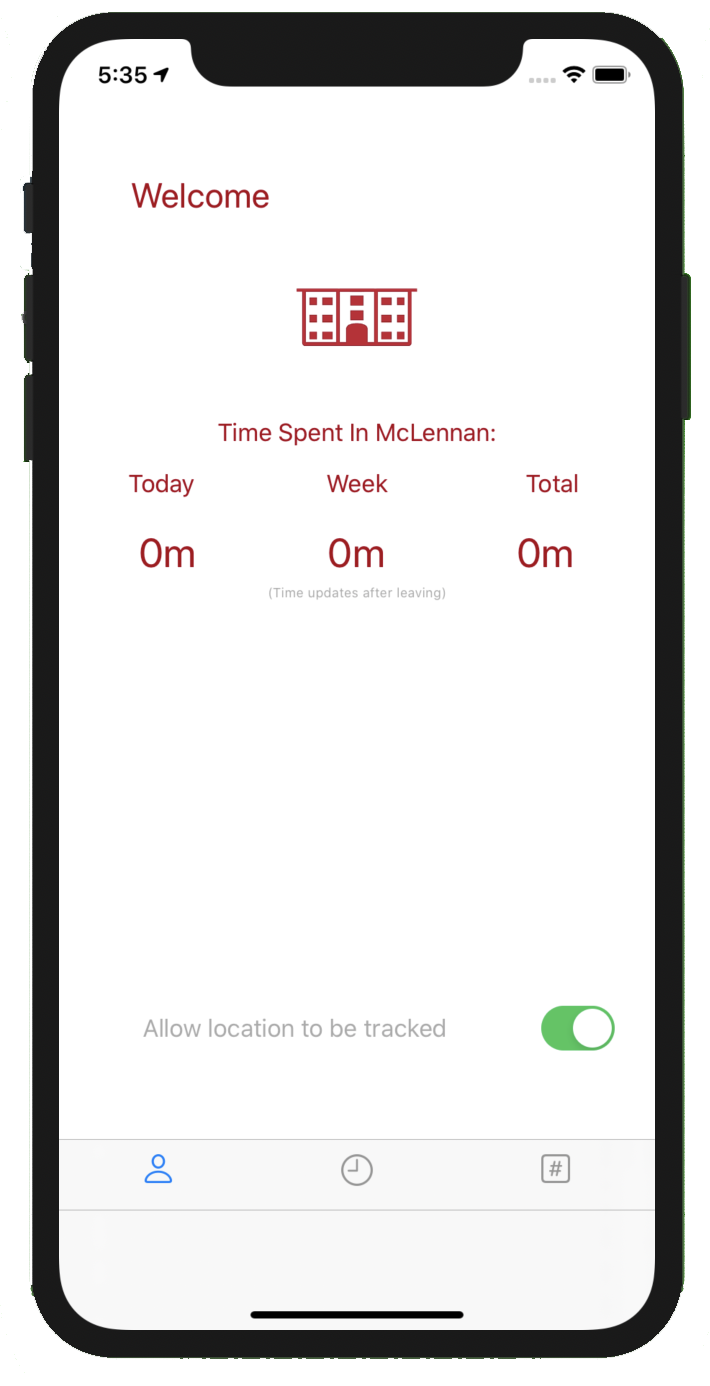 5:35
Welcome
Time Spent In McLennan:
Today Week Total
0m 0m 0m
(Time updates after leaving)
Allow location to be tracked
#